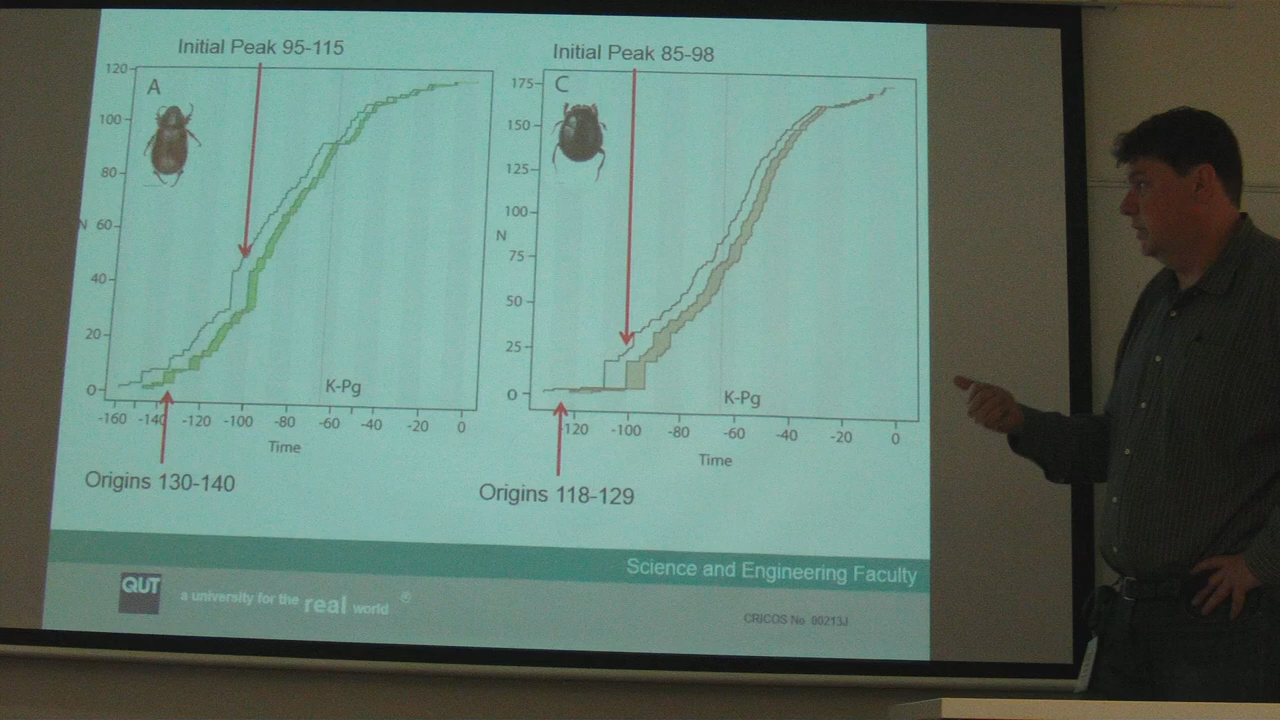 Initial Peak 95-115
Initial Peak 85-98
A
120
100
80
N 60
40
20
0
-160 -140 -120 -100 -80 -60 -40 -20 0
Time
K-Pg
Origins 130-140
C
175
150
125
100
N
75
50
25
0
-120 -100 -80 -60 -40 -20 0
Time
K-Pg
Origins 118-129
Science and Engineering Faculty
QUT
a university for the real world ®
CRICOS No. 00213J